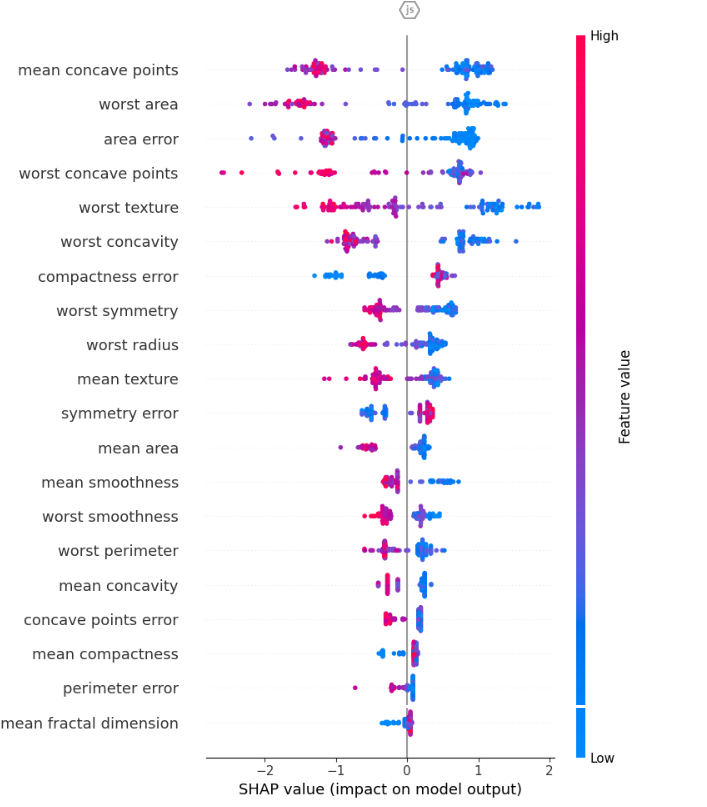 js
High
mean concave points
worst area
area error
worst concave points
worst texture
worst concavity
compactness error
worst symmetry
worst radius
mean texture
symmetry error
mean area
mean smoothness
worst smoothness
worst perimeter
mean concavity
concave points error
mean compactness
perimeter error
mean fractal dimension
Feature value
Low
−2 −1 0 1 2
SHAP value (impact on model output)